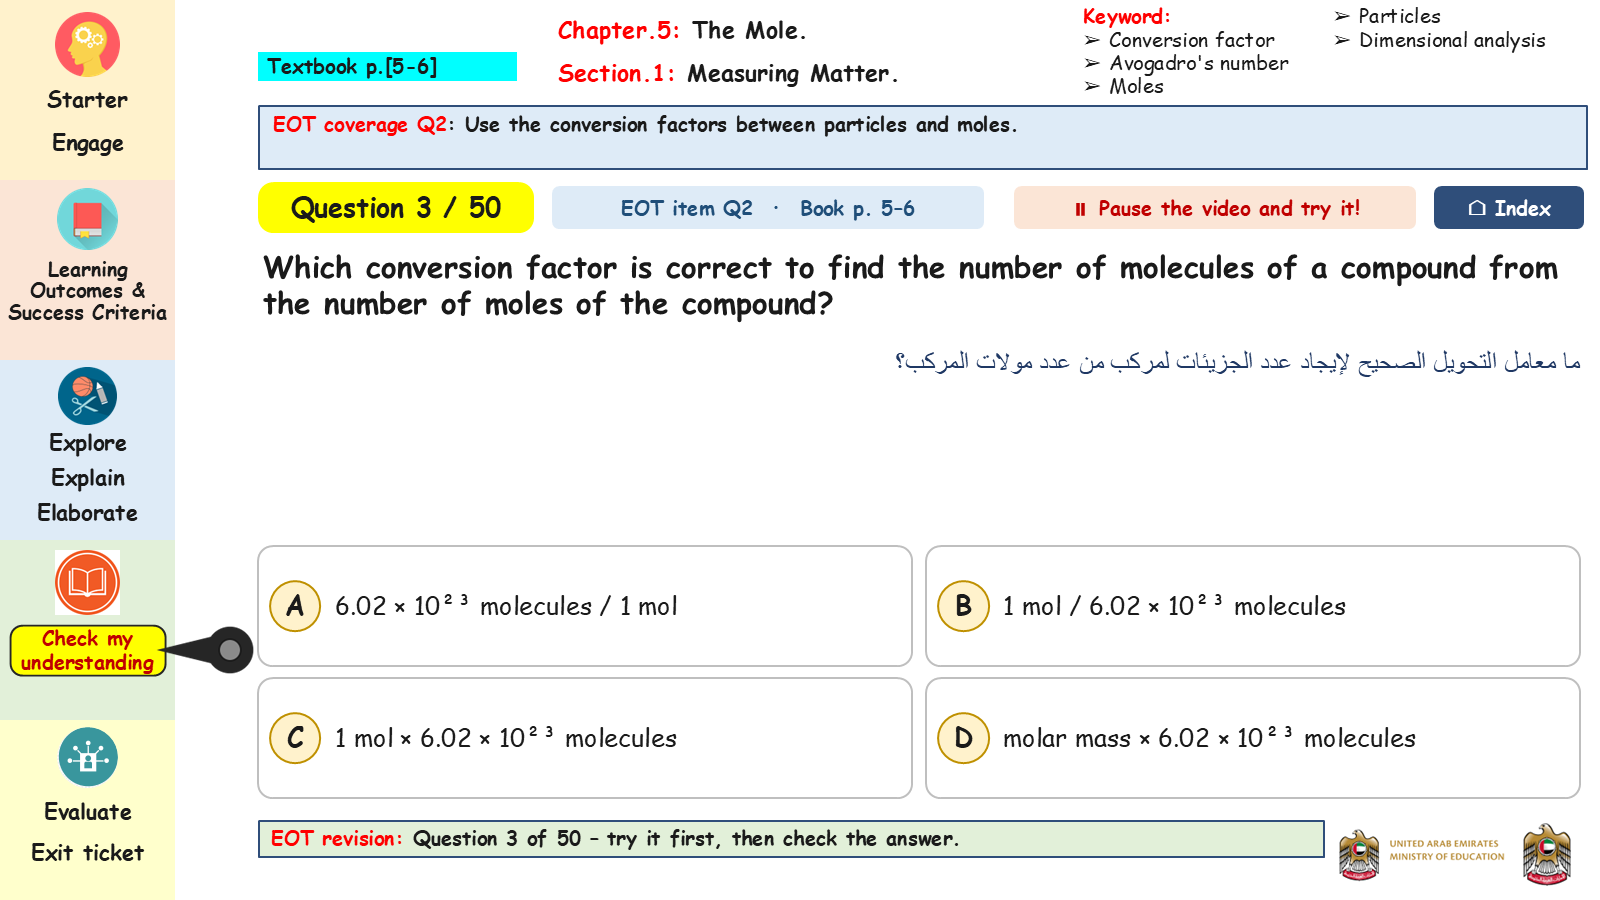 Starter
Engage
Learning
Outcomes &
Success Criteria
Explore
Explain
Elaborate
Check my
understanding
Evaluate
Exit ticket
Textbook p.[5-6]
Chapter.5: The Mole.
Section.1: Measuring Matter.
Keyword:
➢ Conversion factor
➢ Avogadro's number
➢ Moles
➢ Particles
➢ Dimensional analysis
EOT coverage Q2: Use the conversion factors between particles and moles.
Question 3 / 50
EOT item Q2 · Book p. 5–6
⏸ Pause the video and try it!
☖ Index
Which conversion factor is correct to find the number of molecules of a compound from
the number of moles of the compound?
ما معامل التحويل الصحيح لإيجاد عدد الجزيئات لمركب من عدد مولات المركب؟
A 6.02 × 10²³ molecules / 1 mol
B 1 mol / 6.02 × 10²³ molecules
C 1 mol × 6.02 × 10²³ molecules
D molar mass × 6.02 × 10²³ molecules
EOT revision: Question 3 of 50 – try it first, then check the answer.
UNITED ARAB EMIRATES
MINISTRY OF EDUCATION